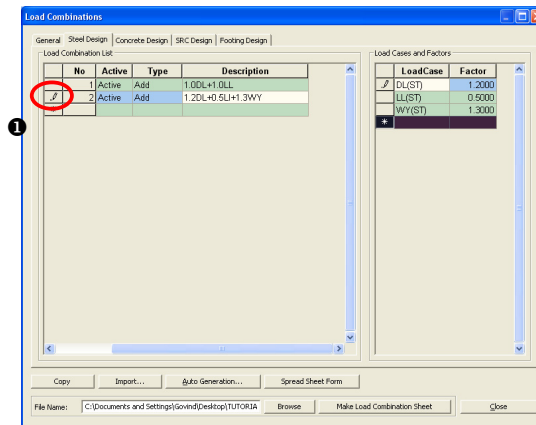 Load Combinations
General Steel Design Concrete Design SRC Design Footing Design
Load Combination List
Load Cases and Factors
No Active Type Description
1 Active Add 1.0DL+1.0LL
2 Active Add 1.2DL+0.5LI+1.3WY
LoadCase Factor
DL(ST) 1.2000
LL(ST) 0.5000
WY(ST) 1.3000
*
❶
Copy Import... Auto Generation... Spread Sheet Form
File Name: C:\Documents and Settings\Govind\Desktop\TUTORIA Browse Make Load Combination Sheet Close